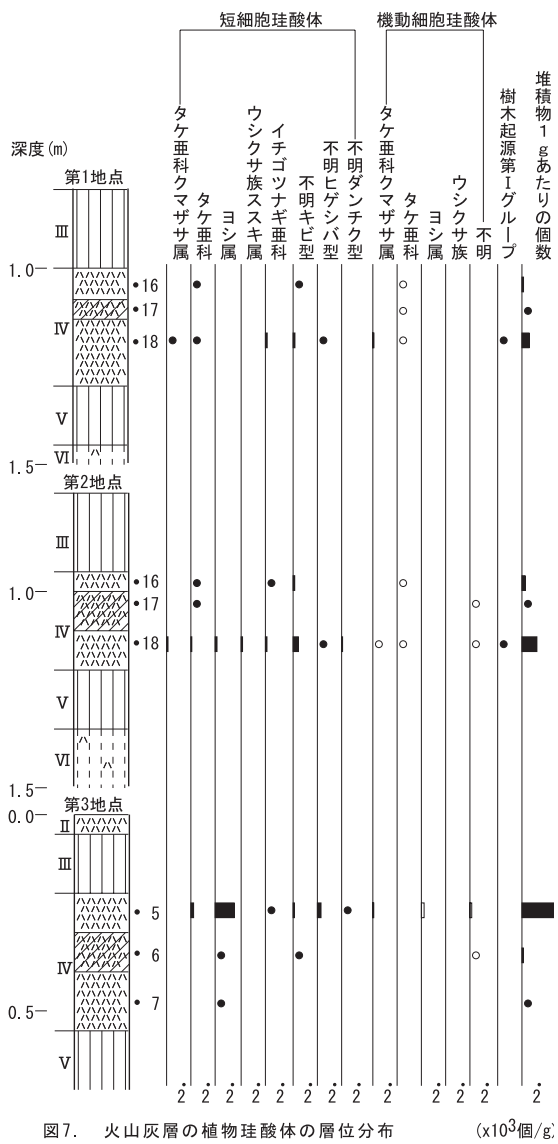 短細胞珪酸体
機動細胞珪酸体
タケ亜科クマザサ属
タケ亜科
ヨシ属
ウシクサ族ススキ属
イチゴツナギ亜科
不明キビ型
不明ヒゲシバ型
不明ダンチク型
タケ亜科クマザサ属
タケ亜科
ヨシ属
ウシクサ族
不明
樹木起源第Ⅰグループ
堆積物1gあたりの個数
深度(m)
第1地点
Ⅲ
1.0
16
17
Ⅳ
18
Ⅴ
Ⅵ
1.5
第2地点
Ⅲ
16
1.0
17
Ⅳ
18
Ⅴ
Ⅵ
1.5
0.0
第3地点
Ⅱ
Ⅲ
5
6
Ⅳ
7
0.5
Ⅴ
2 2 2 2 2 2 2 2 2 2 2 2 2 2 2
図7. 火山灰層の植物珪酸体の層位分布 (x10³個/g)